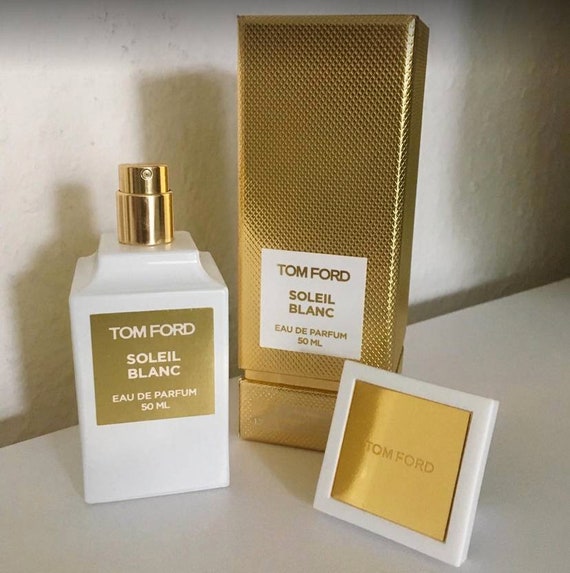 TOM FORD
SOLEIL
BLANC
EAU DE PARFUM
50 ML
TOM FORD
SOLEIL
BLANC
EAU DE PARFUM
50 ML
TOM FORD